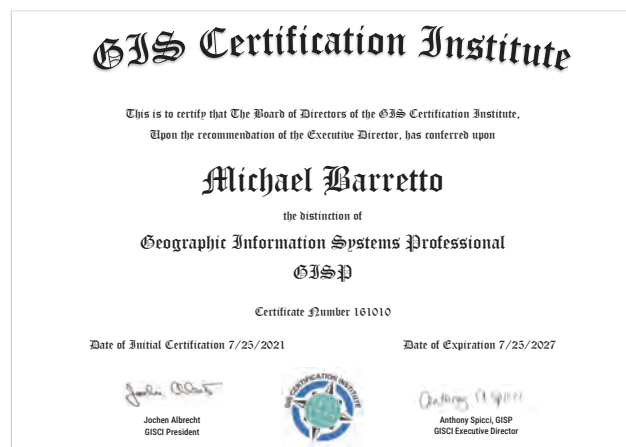 GIS Certification Institute
This is to certify that The Board of Directors of the GIS Certification Institute,
Upon the recommendation of the Executive Director, has conferred upon
Michael Barretto
the distinction of
Geographic Information Systems Professional
GISP
Certificate Number 161010
Date of Initial Certification 7/25/2021 Date of Expiration 7/25/2027
GIS CERTIFICATION INSTITUTE
Jochen Albrecht
GISCI President
Anthony Spicci, GISP
GISCI Executive Director